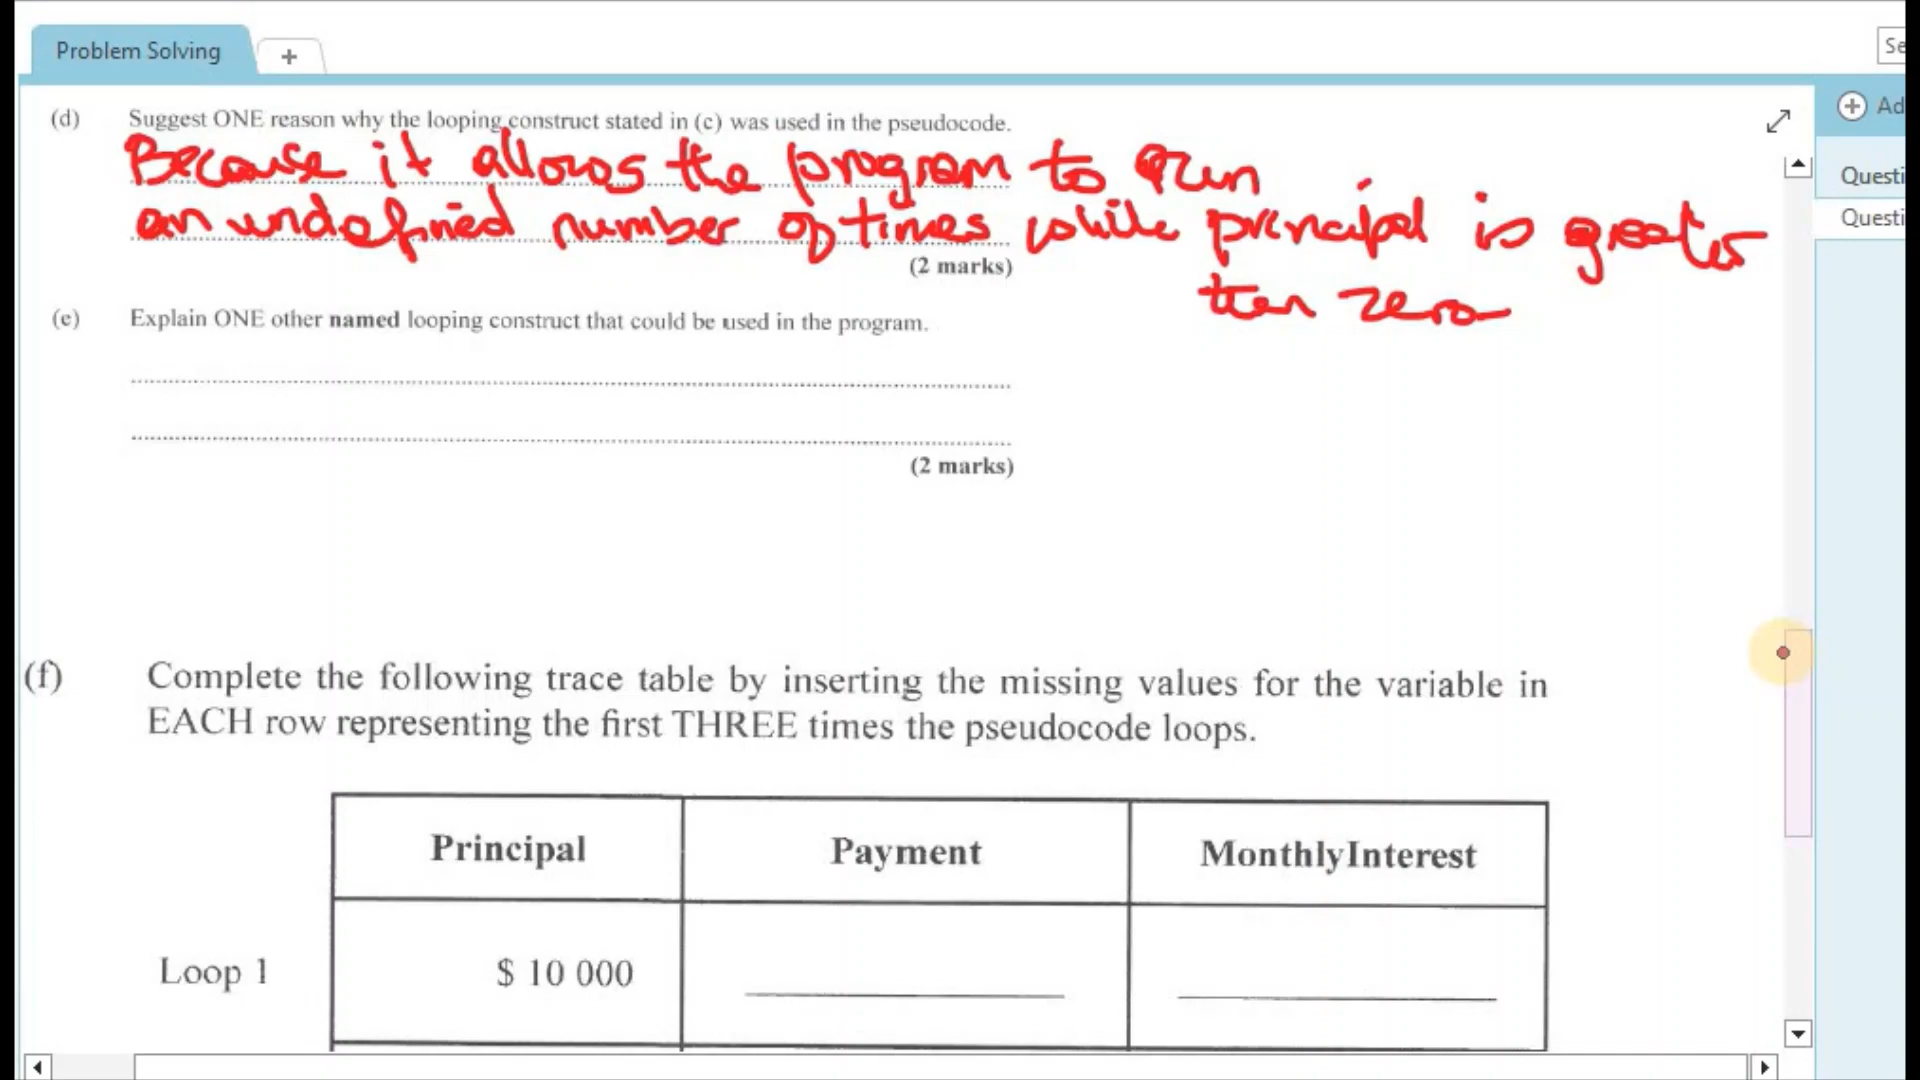 Problem Solving
+
Se
Ad
Questi
Questi
(d) Suggest ONE reason why the looping construct stated in (c) was used in the pseudocode.
Because it allows the program to run
an undefined number of times while principal is greater
than zero
(2 marks)
(e) Explain ONE other named looping construct that could be used in the program.
(2 marks)
(f) Complete the following trace table by inserting the missing values for the variable in
EACH row representing the first THREE times the pseudocode loops.
Principal Payment MonthlyInterest
Loop 1 $ 10 000